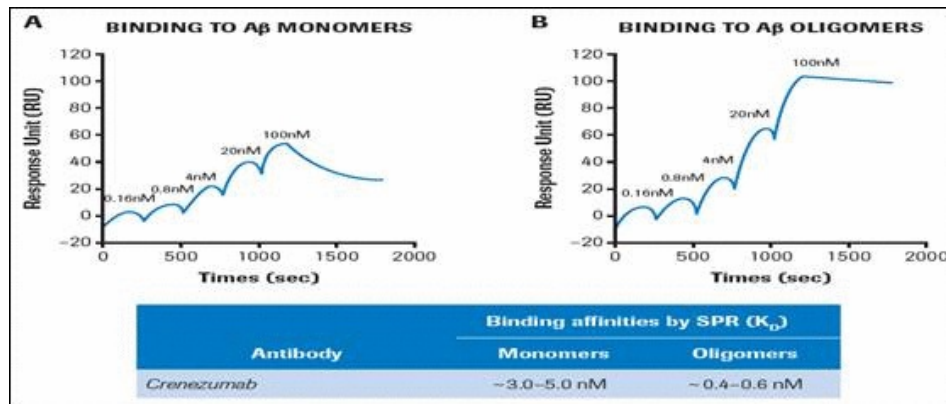 A BINDING TO Aβ MONOMERS
120
100
80
60
40
20
0
−20
Response Unit (RU)
0.16nM
0.8nM
4nM
20nM
100nM
0 500 1000 1500 2000
Times (sec)
B BINDING TO Aβ OLIGOMERS
120
100
80
60
40
20
0
−20
Response Unit (RU)
0.16nM
0.8nM
4nM
20nM
100nM
0 500 1000 1500 2000
Times (sec)
Binding affinities by SPR (K_D)
Antibody Monomers Oligomers
Crenezumab ~3.0–5.0 nM ~0.4–0.6 nM